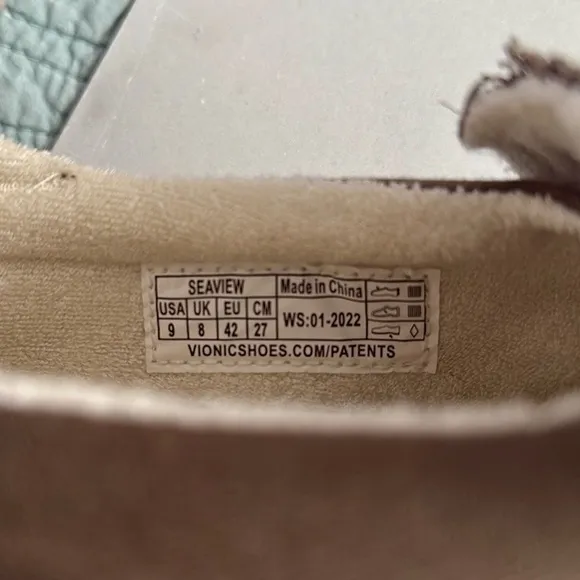 SEAVIEW Made in China
USA UK EU CM
WS:01-2022
9 8 42 27
VIONICSHOES.COM/PATENTS